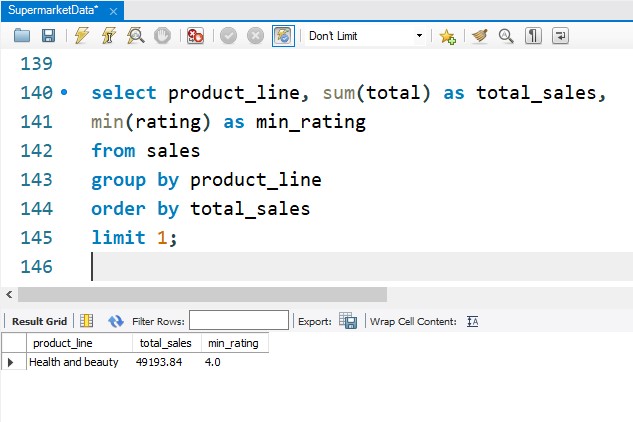 SupermarketData*
Don't Limit
139
140 select product_line, sum(total) as total_sales,
141 min(rating) as min_rating
142 from sales
143 group by product_line
144 order by total_sales
145 limit 1;
146
Result Grid Filter Rows: Export: Wrap Cell Content:
product_line total_sales min_rating
Health and beauty 49193.84 4.0